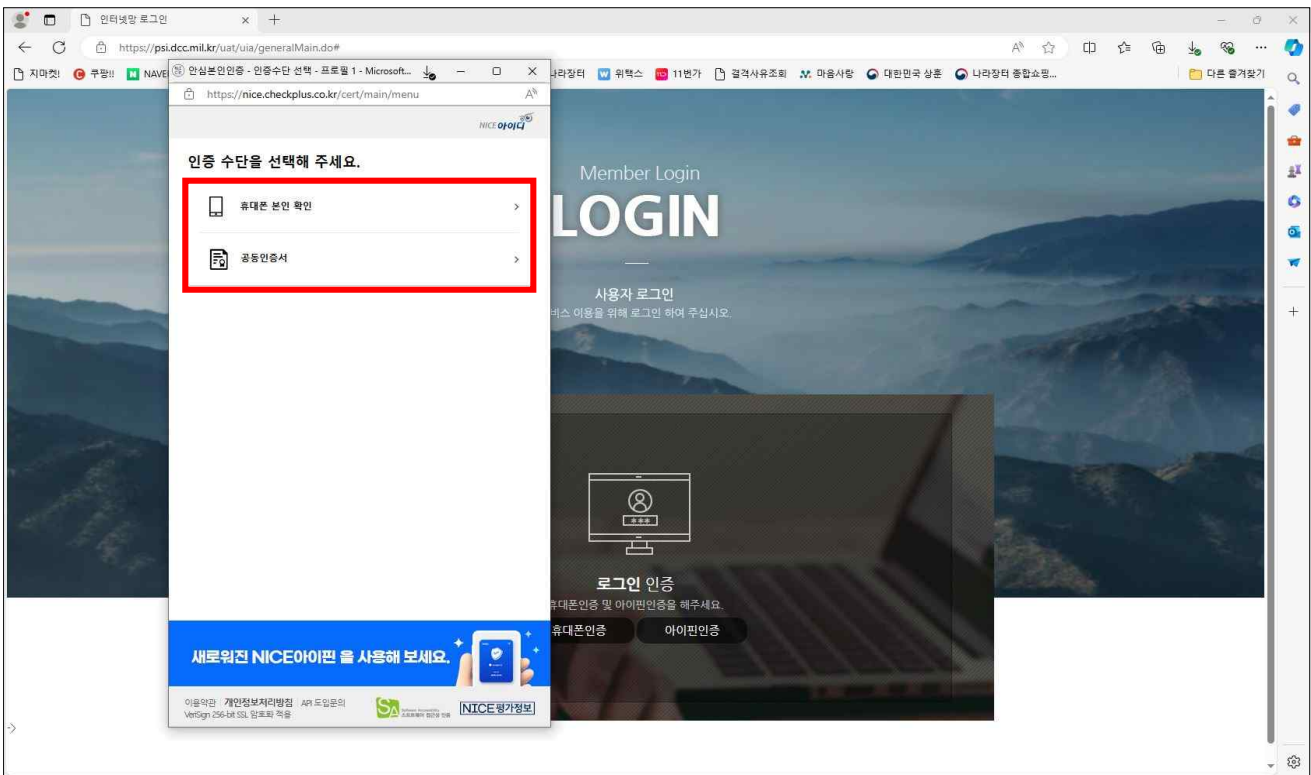 인터넷망 로그인
https://psi.dcc.mil.kr/uat/uia/generalMain.do#
지마켓!
쿠팡!!
NAVE
나라장터
위택스
11번가
결격사유조회
마음사랑
대한민국 상훈
나라장터 종합쇼핑...
다른 즐겨찾기
안심본인인증 - 인증수단 선택 - 프로필 1 - Microsoft...
https://nice.checkplus.co.kr/cert/main/menu
NICE아이디
인증 수단을 선택해 주세요.
휴대폰 본인 확인
공동인증서
새로워진 NICE아이핀 을 사용해 보세요.
이용약관 개인정보처리방침 API 도입문의
VeriSign 256-bit SSL 암호화 적용
SA
NICE평가정보
Member Login
LOGIN
사용자 로그인
비스 이용을 위해 로그인 하여 주십시오.
***
로그인 인증
휴대폰인증 및 아이핀인증을 해주세요.
휴대폰인증
아이핀인증